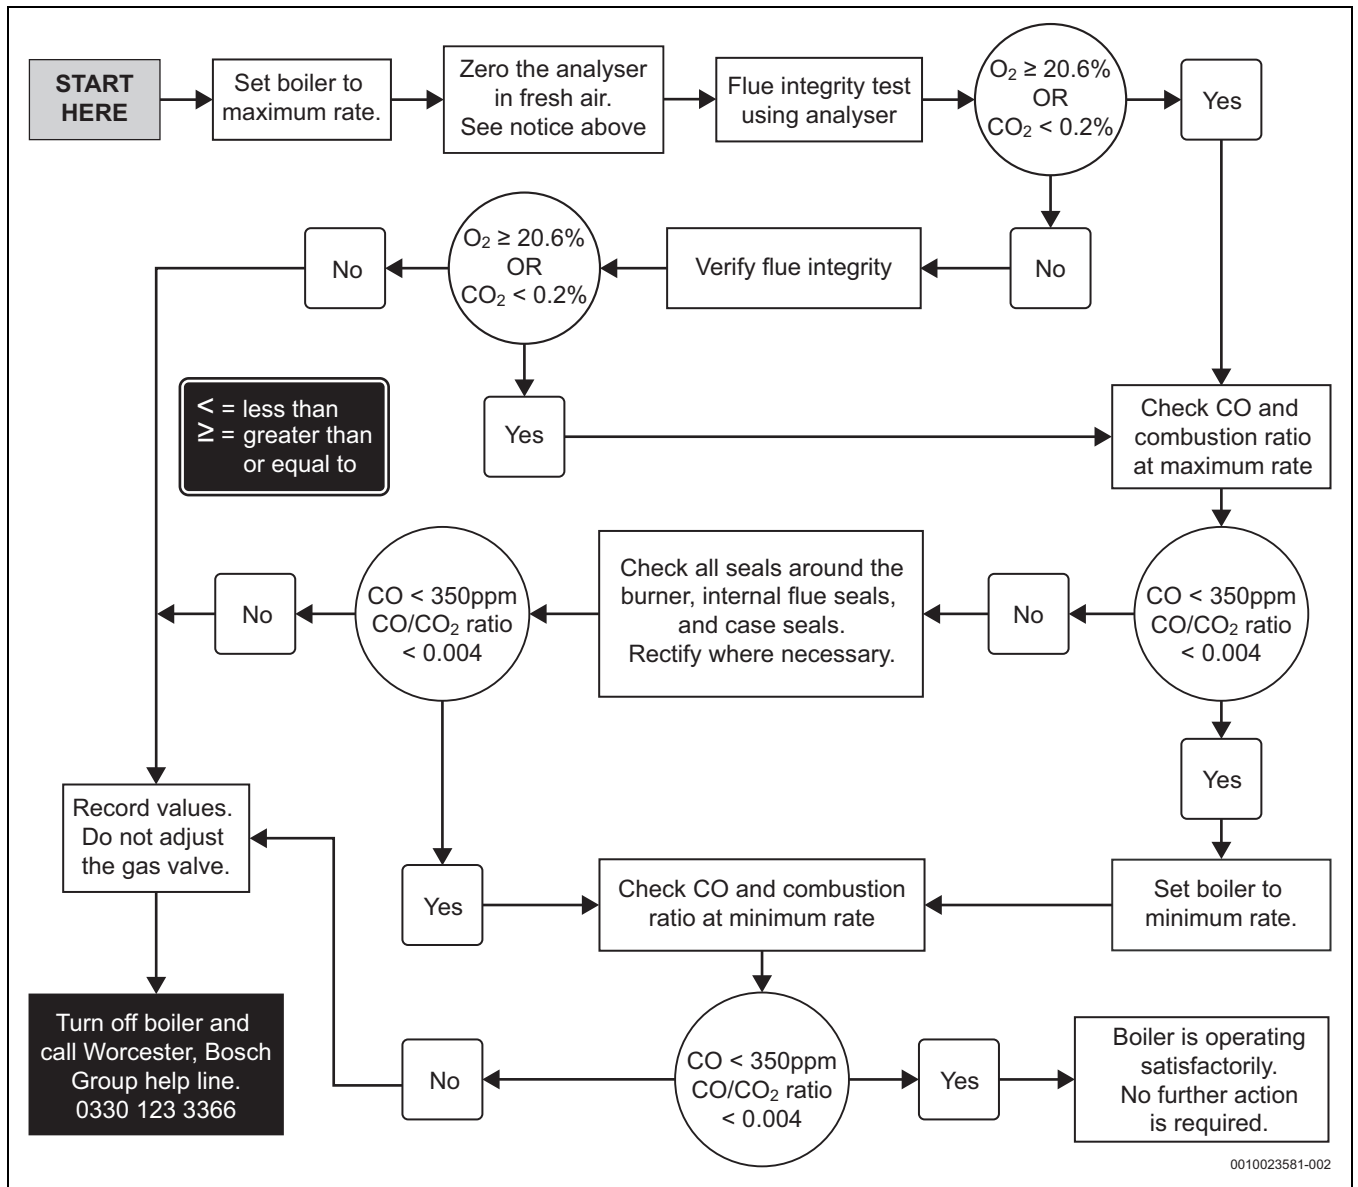 START
HERE
Set boiler to
maximum rate.
Zero the analyser
in fresh air.
See notice above
Flue integrity test
using analyser
O₂ ≥ 20.6%
OR
CO₂ < 0.2%
Yes
No
Verify flue integrity
O₂ ≥ 20.6%
OR
CO₂ < 0.2%
No
Yes
< = less than
≥ = greater than
or equal to
Check CO and
combustion ratio
at maximum rate
CO < 350ppm
CO/CO₂ ratio
< 0.004
No
Check all seals around the
burner, internal flue seals,
and case seals.
Rectify where necessary.
CO < 350ppm
CO/CO₂ ratio
< 0.004
No
Yes
Yes
Set boiler to
minimum rate.
Check CO and combustion
ratio at minimum rate
Record values.
Do not adjust
the gas valve.
Turn off boiler and
call Worcester, Bosch
Group help line.
0330 123 3366
No
CO < 350ppm
CO/CO₂ ratio
< 0.004
Yes
Boiler is operating
satisfactorily.
No further action
is required.
0010023581-002